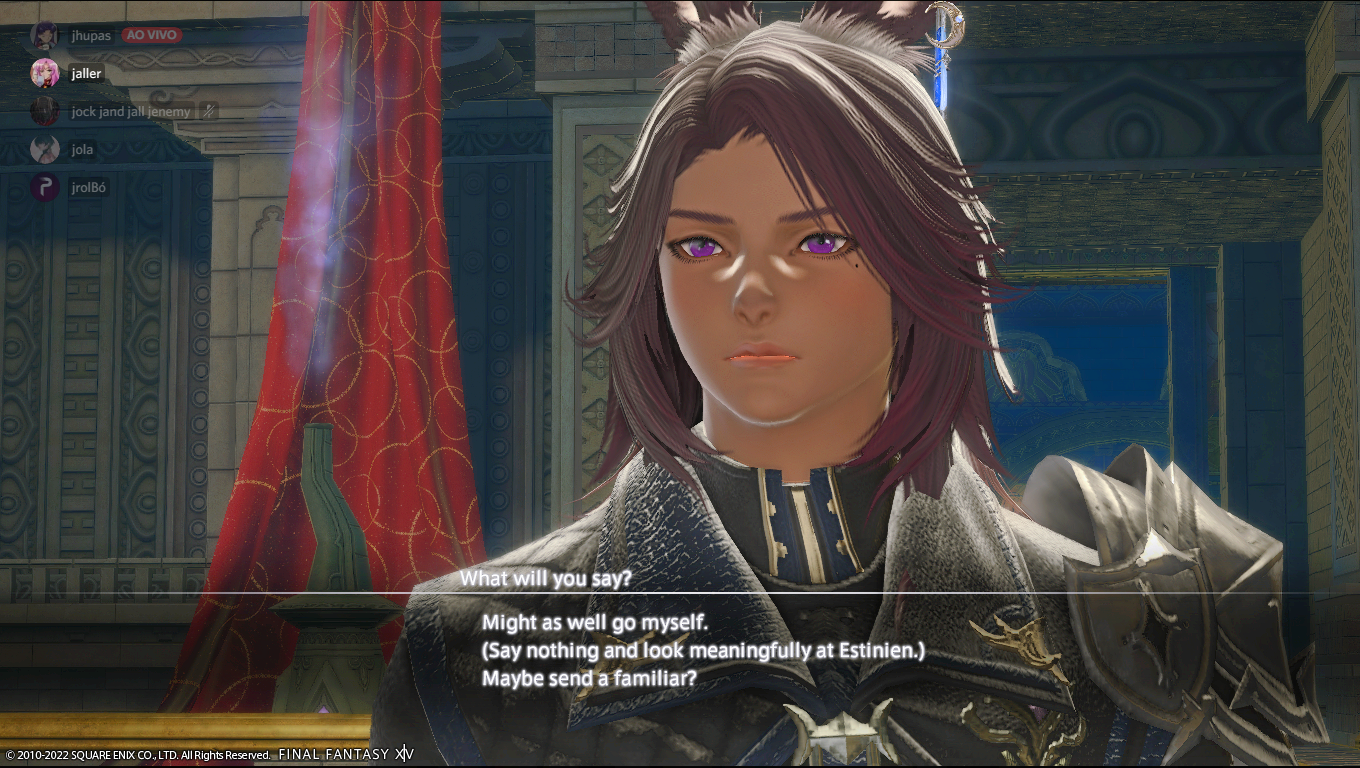 jhupas AO VIVO
jaller
jock jand jall jenemy
jola
jrolBó
What will you say?
Might as well go myself.
(Say nothing and look meaningfully at Estinien.)
Maybe send a familiar?
© 2010-2022 SQUARE ENIX CO., LTD. All Rights Reserved. FINAL FANTASY XIV